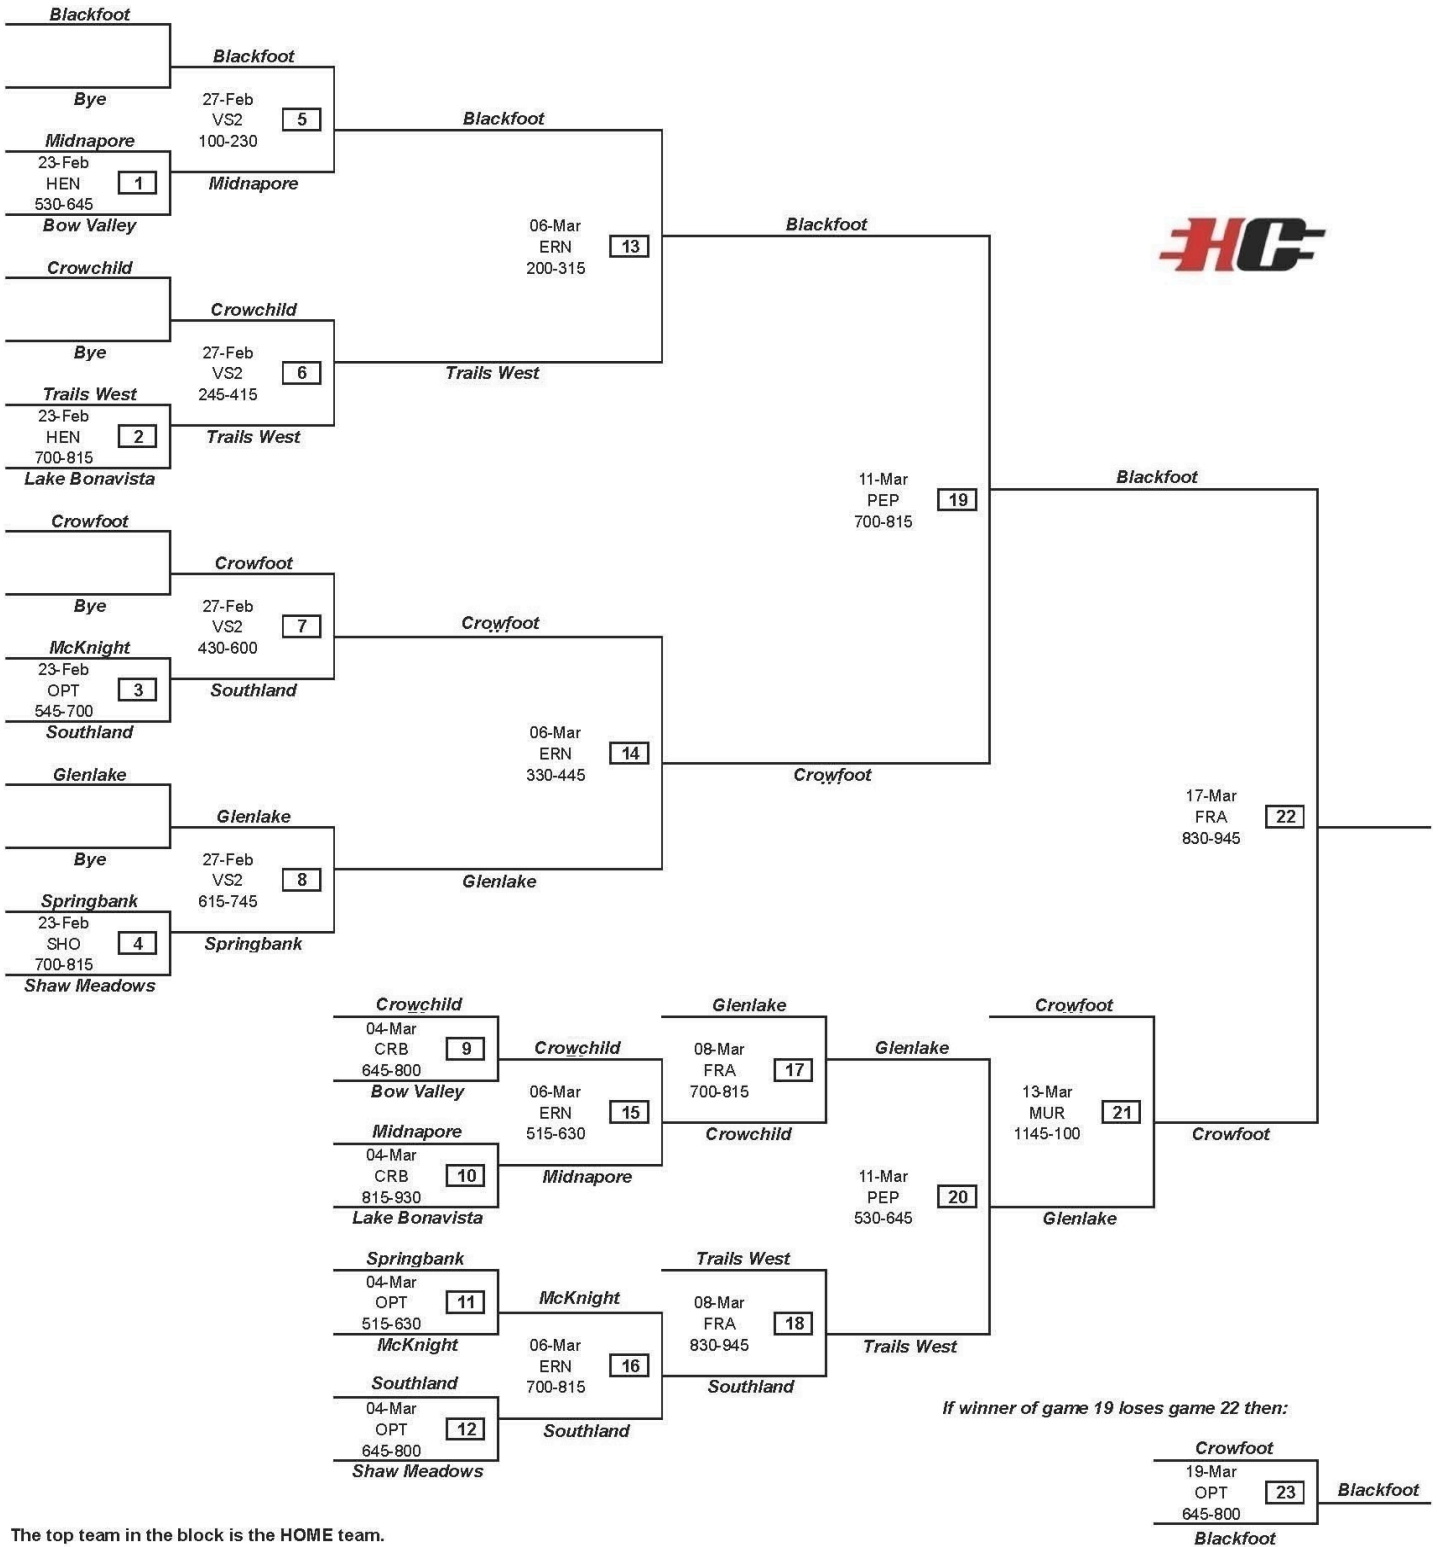 Blackfoot
Bye
Blackfoot
27-Feb
VS2
100-230
5
Midnapore
Midnapore
23-Feb
HEN
530-645
1
Bow Valley
Blackfoot
06-Mar
ERN
200-315
13
Trails West
Crowchild
Bye
Crowchild
27-Feb
VS2
245-415
6
Trails West
Trails West
23-Feb
HEN
700-815
2
Lake Bonavista
Blackfoot
11-Mar
PEP
700-815
19
Crowfoot
HC
Crowfoot
Bye
Crowfoot
27-Feb
VS2
430-600
7
Southland
McKnight
23-Feb
OPT
545-700
3
Southland
Crowfoot
06-Mar
ERN
330-445
14
Glenlake
Glenlake
Bye
Glenlake
27-Feb
VS2
615-745
8
Springbank
Springbank
23-Feb
SHO
700-815
4
Shaw Meadows
Blackfoot
17-Mar
FRA
830-945
22
Crowfoot
Crowchild
04-Mar
CRB
645-800
9
Bow Valley
Crowchild
06-Mar
ERN
515-630
15
Midnapore
Midnapore
04-Mar
CRB
815-930
10
Lake Bonavista
Glenlake
08-Mar
FRA
700-815
17
Crowchild
Glenlake
11-Mar
PEP
530-645
20
Trails West
Crowfoot
13-Mar
MUR
1145-100
21
Glenlake
Springbank
04-Mar
OPT
515-630
11
McKnight
McKnight
06-Mar
ERN
700-815
16
Southland
Southland
04-Mar
OPT
645-800
12
Shaw Meadows
Trails West
08-Mar
FRA
830-945
18
Southland
If winner of game 19 loses game 22 then:
Crowfoot
19-Mar
OPT
645-800
23
Blackfoot
Blackfoot
The top team in the block is the HOME team.